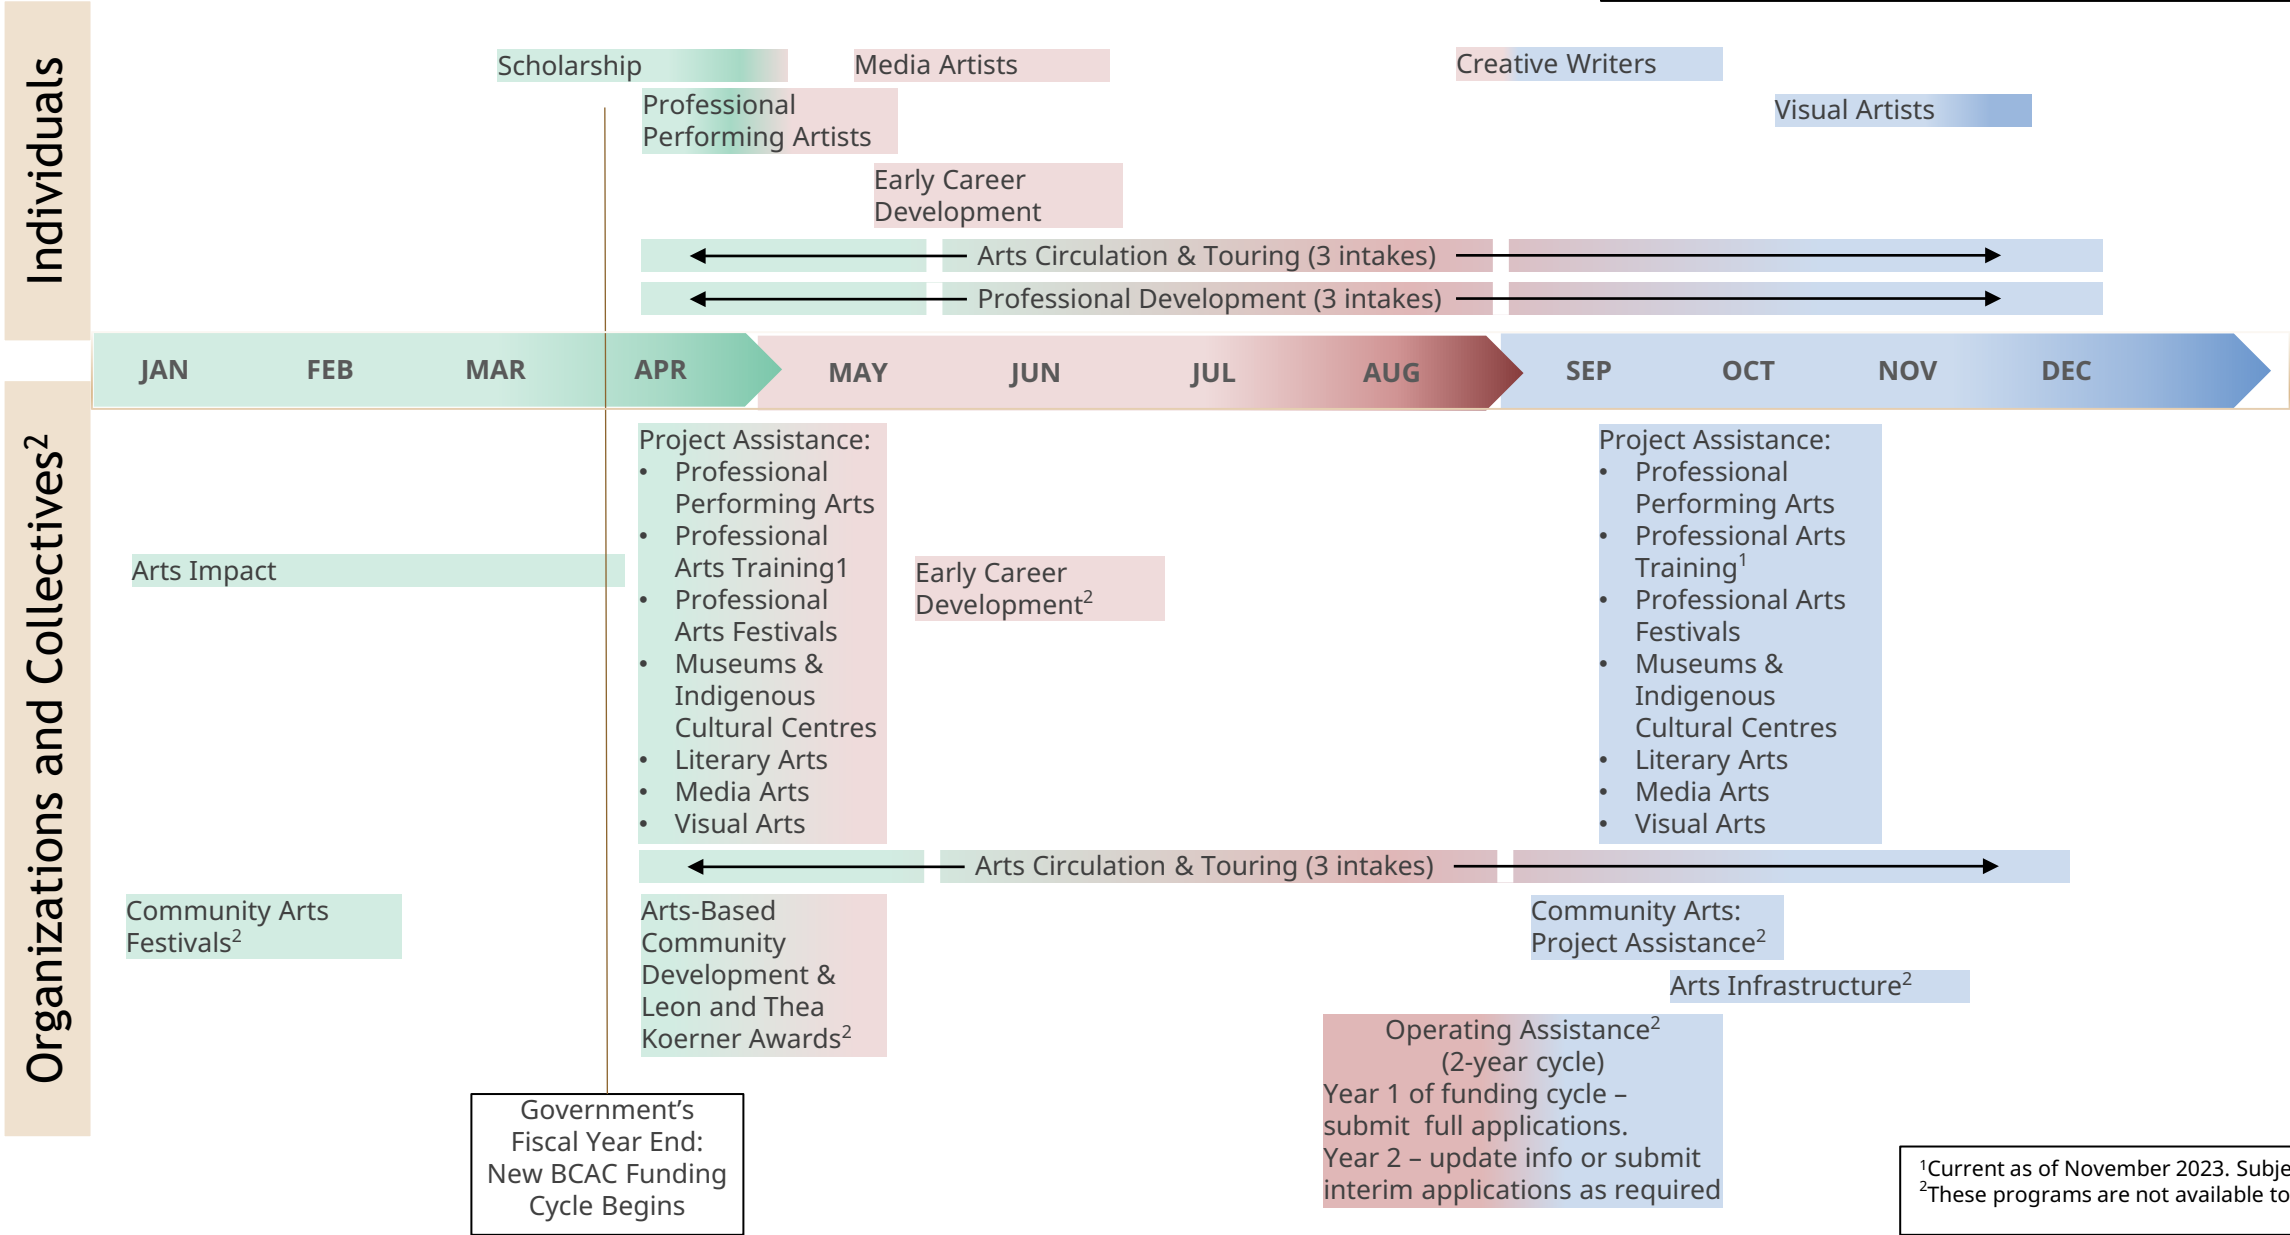 Individuals
Scholarship
Media Artists
Creative Writers
Professional
Performing Artists
Visual Artists
Early Career
Development
Arts Circulation & Touring (3 intakes)
Professional Development (3 intakes)
JAN FEB MAR APR MAY JUN JUL AUG SEP OCT NOV DEC
Organizations and Collectives²
Project Assistance:
• Professional
Performing Arts
• Professional
Arts Training1
• Professional
Arts Festivals
• Museums &
Indigenous
Cultural Centres
• Literary Arts
• Media Arts
• Visual Arts
Arts Impact
Early Career
Development²
Project Assistance:
• Professional
Performing Arts
• Professional Arts
Training¹
• Professional Arts
Festivals
• Museums &
Indigenous
Cultural Centres
• Literary Arts
• Media Arts
• Visual Arts
Arts Circulation & Touring (3 intakes)
Community Arts
Festivals²
Arts-Based
Community
Development &
Leon and Thea
Koerner Awards²
Community Arts:
Project Assistance²
Arts Infrastructure²
Operating Assistance²
(2-year cycle)
Year 1 of funding cycle –
submit full applications.
Year 2 – update info or submit
interim applications as required
Government’s
Fiscal Year End:
New BCAC Funding
Cycle Begins
¹Current as of November 2023.
²These programs are not available to